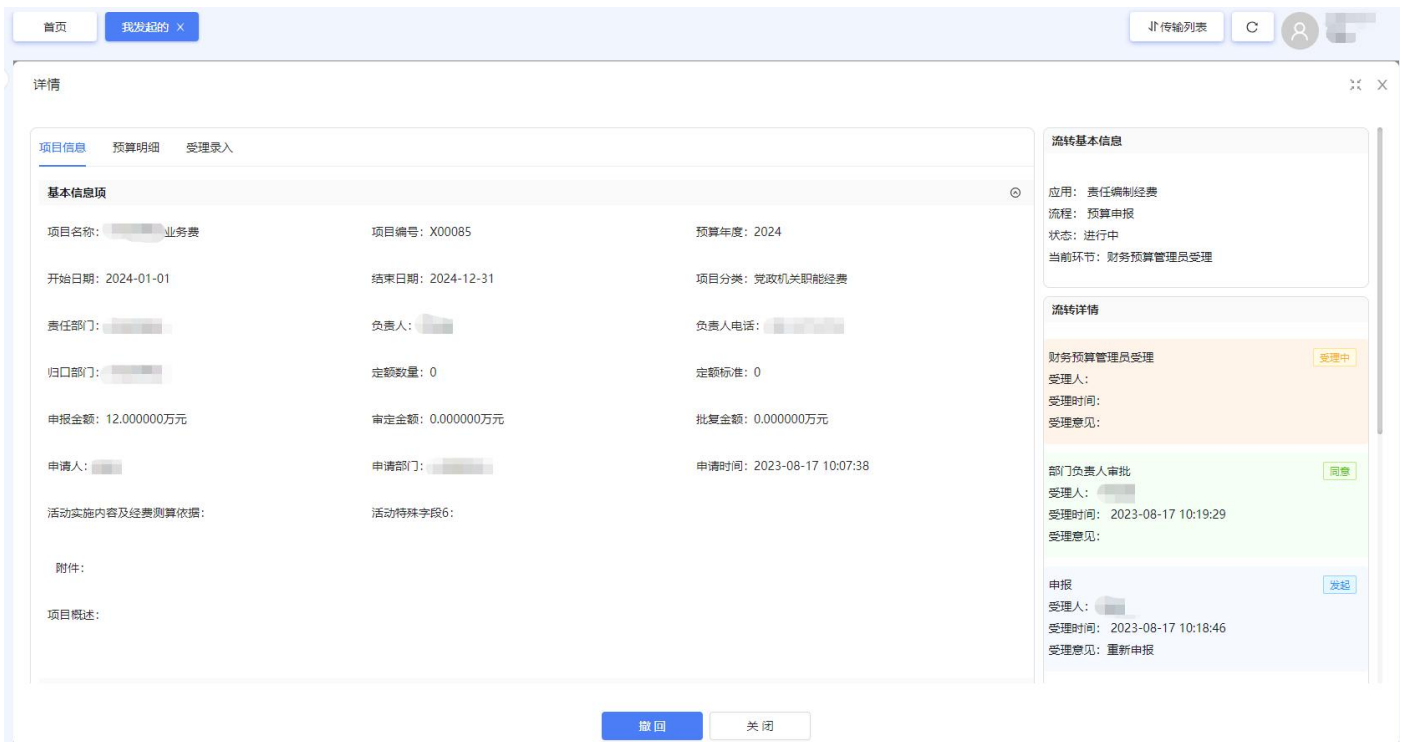 首页
我发起的 ×
传输列表
详情
项目信息 预算明细 受理录入
基本信息项
项目名称： 业务费 项目编号：X00085 预算年度：2024
开始日期：2024-01-01 结束日期：2024-12-31 项目分类：党政机关职能经费
责任部门： 负责人： 负责人电话：
归口部门： 定额数量：0 定额标准：0
申报金额：12.000000万元 审定金额：0.000000万元 批复金额：0.000000万元
申请人： 申请部门： 申请时间：2023-08-17 10:07:38
活动实施内容及经费测算依据： 活动特殊字段6：
附件：
项目概述：
流转基本信息
应用： 责任编制经费
流程： 预算申报
状态：进行中
当前环节：财务预算管理员受理
流转详情
财务预算管理员受理 受理中
受理人：
受理时间：
受理意见：
部门负责人审批 同意
受理人：
受理时间： 2023-08-17 10:19:29
受理意见：
申报 发起
受理人：
受理时间： 2023-08-17 10:18:46
受理意见：重新申报
撤回 关闭